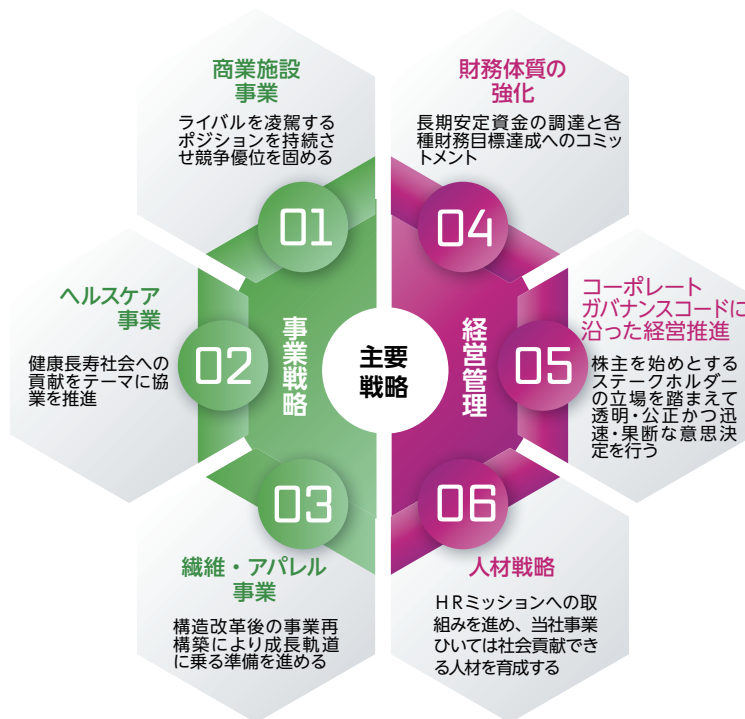 商業施設
事業
ライバルを凌駕する
ポジションを持続さ
せ競争優位を固める
01
ヘルスケア
事業
健康長寿社会への
貢献をテーマに協
業を推進
02
繊維・アパレル
事業
構造改革後の事業再
構築により成長軌道
に乗る準備を進める
03
事業戦略
主要
戦略
経営管理
財務体質の
強化
長期安定資金の調達と各
種財務目標達成へのコミッ
トメント
04
コーポレート
ガバナンスコードに
沿った経営推進
株主を始めとする
ステークホルダー
の立場を踏まえて
透明・公正かつ迅
速・果断な意思決
定を行う
05
人材戦略
HRミッションへの取
組みを進め、当社事業
ひいては社会貢献でき
る人材を育成する
06